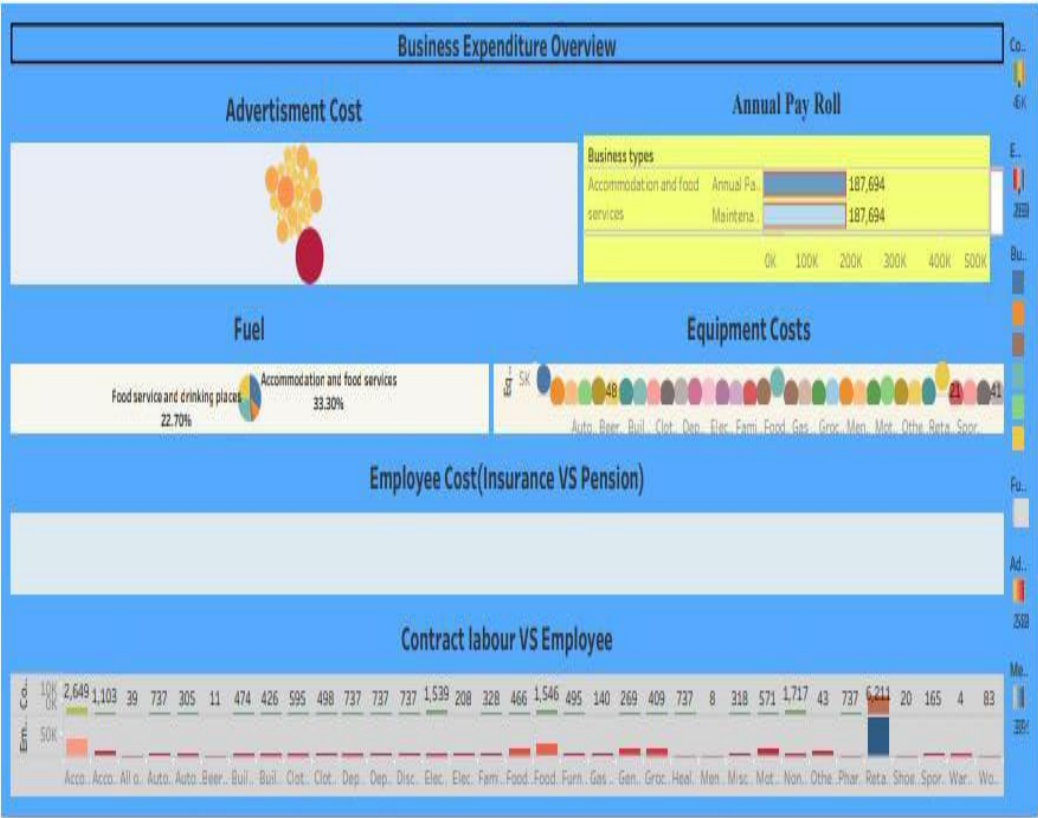 Business Expenditure Overview
Co..
Advertisment Cost
Annual Pay Roll
E..
Business types
Accommodation and food services
Annual Pa..
187,694
Maintena..
187,694
0K 100K 200K 300K 400K 500K
Bu..
Fuel
Equipment Costs
Food service and drinking places
22.70%
Accommodation and food services
33.30%
5K
48 21 41
Auto.. Beer.. Buil.. Clot.. Dep.. Elec.. Fami.. Food.. Gas.. Groc.. Men.. Mot.. Othe.. Reta.. Spor..
Employee Cost(Insurance VS Pension)
Fu..
Ad..
Contract labour VS Employee
Me..
Co..
10K
0K
2,649 1,103 39 737 305 11 474 426 595 498 737 737 737 1,539 208 328 466 1,546 495 140 269 409 737 8 318 571 1,717 43 737 6,211 20 165 4 83
Em..
50K
Acco.. Acco.. All o.. Auto.. Auto.. Beer.. Buil.. Buil.. Clot.. Clot.. Dep.. Dep.. Disc.. Elec.. Elec.. Fami.. Food.. Food.. Furn.. Gas.. Gen.. Groc.. Heal.. Men.. Misc.. Mot.. Non.. Othe.. Phar.. Reta.. Shoe.. Spor.. War.. Wo..